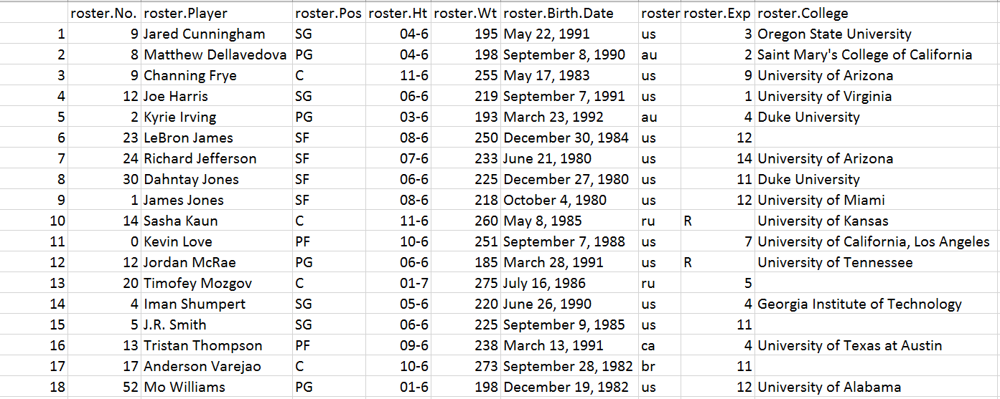 roster.No. roster.Player roster.Pos roster.Ht roster.Wt roster.Birth.Date roster roster.Exp roster.College
1 9 Jared Cunningham SG 04-6 195 May 22, 1991 us 3 Oregon State University
2 8 Matthew Dellavedova PG 04-6 198 September 8, 1990 au 2 Saint Mary's College of California
3 9 Channing Frye C 11-6 255 May 17, 1983 us 9 University of Arizona
4 12 Joe Harris SG 06-6 219 September 7, 1991 us 1 University of Virginia
5 2 Kyrie Irving PG 03-6 193 March 23, 1992 au 4 Duke University
6 23 LeBron James SF 08-6 250 December 30, 1984 us 12
7 24 Richard Jefferson SF 07-6 233 June 21, 1980 us 14 University of Arizona
8 30 Dahntay Jones SF 06-6 225 December 27, 1980 us 11 Duke University
9 1 James Jones SF 08-6 218 October 4, 1980 us 12 University of Miami
10 14 Sasha Kaun C 11-6 260 May 8, 1985 ru R University of Kansas
11 0 Kevin Love PF 10-6 251 September 7, 1988 us 7 University of California, Los Angeles
12 12 Jordan McRae PG 06-6 185 March 28, 1991 us R University of Tennessee
13 20 Timofey Mozgov C 01-7 275 July 16, 1986 ru 5
14 4 Iman Shumpert SG 05-6 220 June 26, 1990 us 4 Georgia Institute of Technology
15 5 J.R. Smith SG 06-6 225 September 9, 1985 us 11
16 13 Tristan Thompson PF 09-6 238 March 13, 1991 ca 4 University of Texas at Austin
17 17 Anderson Varejao C 10-6 273 September 28, 1982 br 11
18 52 Mo Williams PG 01-6 198 December 19, 1982 us 12 University of Alabama